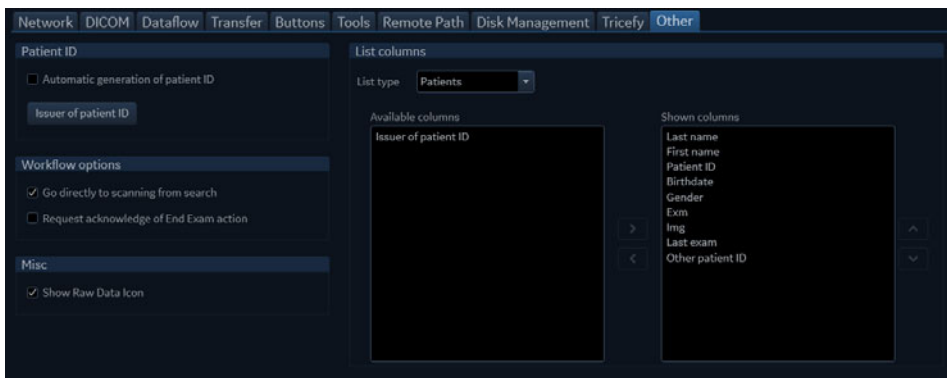 Network DICOM Dataflow Transfer Buttons Tools Remote Path Disk Management Tricefy Other
Patient ID
Automatic generation of patient ID
Issuer of patient ID
Workflow options
Go directly to scanning from search
Request acknowledge of End Exam action
Misc
Show Raw Data Icon
List columns
List type Patients
Available columns
Issuer of patient ID
Shown columns
Last name
First name
Patient ID
Birthdate
Gender
Exm
Img
Last exam
Other patient ID